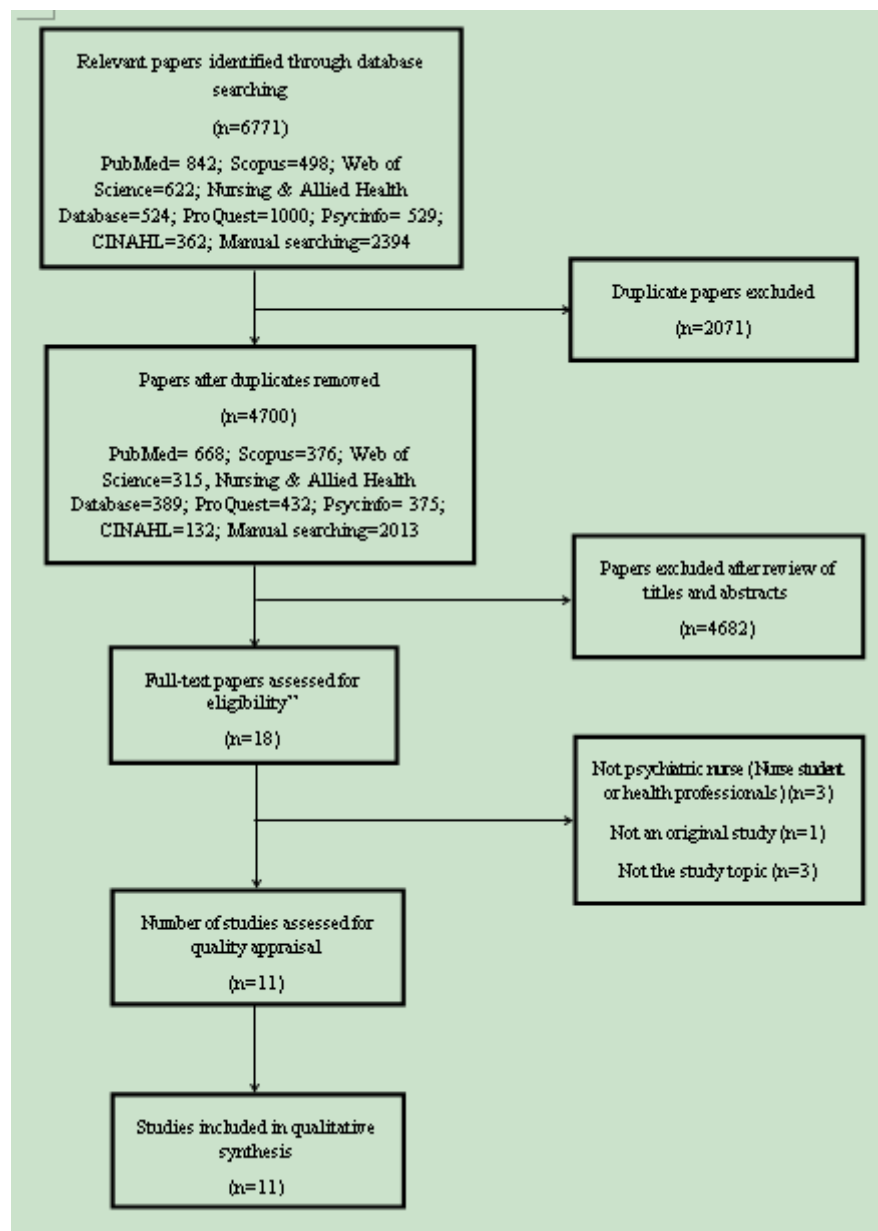 Relevant papers identified through database
searching
(n=6771)
PubMed= 842; Scopus=498; Web of
Science=622; Nursing & Allied Health
Database=524; ProQuest=1000; Psycinfo= 529;
CINAHL=362; Manual searching=2394
Duplicate papers excluded
(n=2071)
Papers after duplicates removed
(n=4700)
PubMed= 668; Scopus=376; Web of
Science=315, Nursing & Allied Health
Database=389; ProQuest=432; Psycinfo= 375;
CINAHL=132; Manual searching=2013
Papers excluded after review of
titles and abstracts
(n=4682)
Full-text papers assessed for
eligibility”
(n=18)
Not psychiatric nurse (Nurse student
or health professionals) (n=3)
Not an original study (n=1)
Not the study topic (n=3)
Number of studies assessed for
quality appraisal
(n=11)
Studies included in qualitative
synthesis
(n=11)